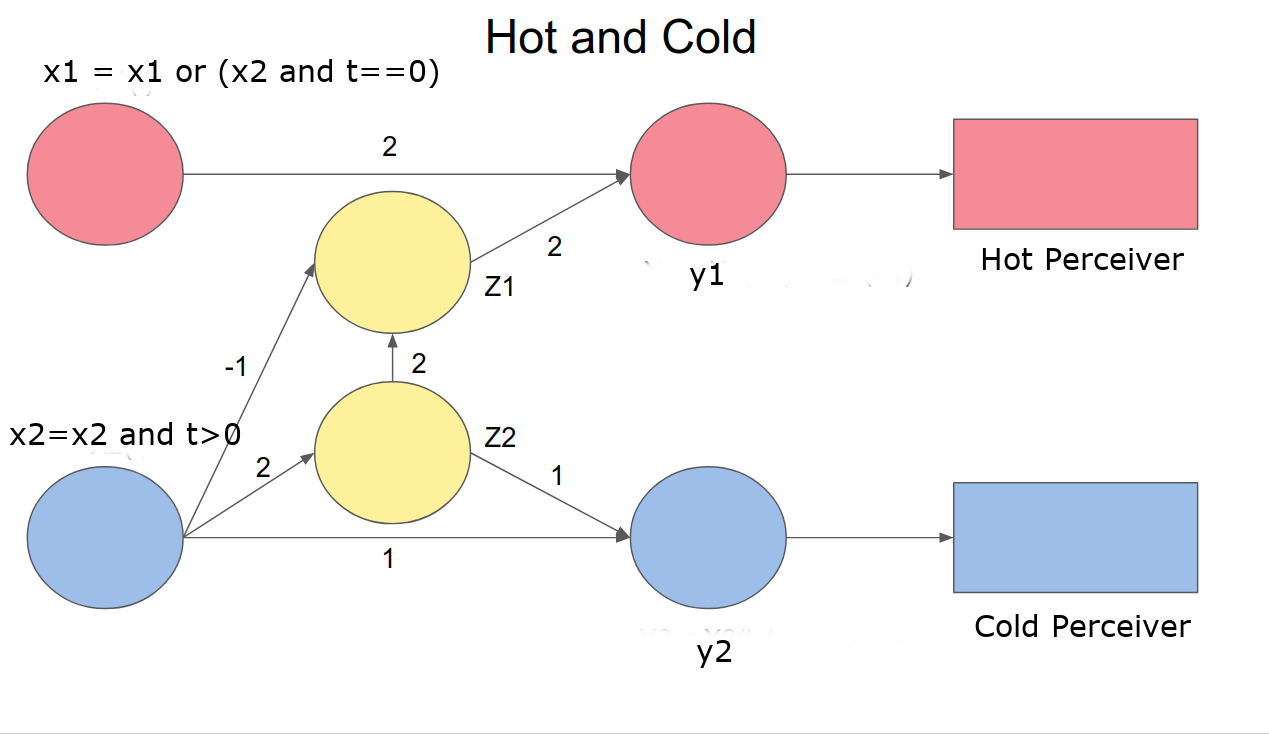 Hot and Cold
x1 = x1 or (x2 and t==0)
2
2
Z1
y1
Hot Perceiver
-1
2
x2=x2 and t>0
2
Z2
1
1
y2
Cold Perceiver